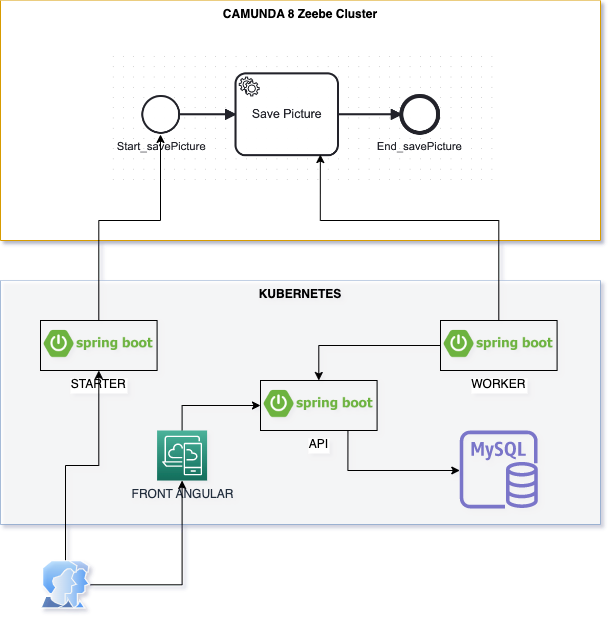 CAMUNDA 8 Zeebe Cluster
Save Picture
Start_savePicture
End_savePicture
KUBERNETES
spring boot
spring boot
STARTER
WORKER
spring boot
API
MySQL
FRONT ANGULAR